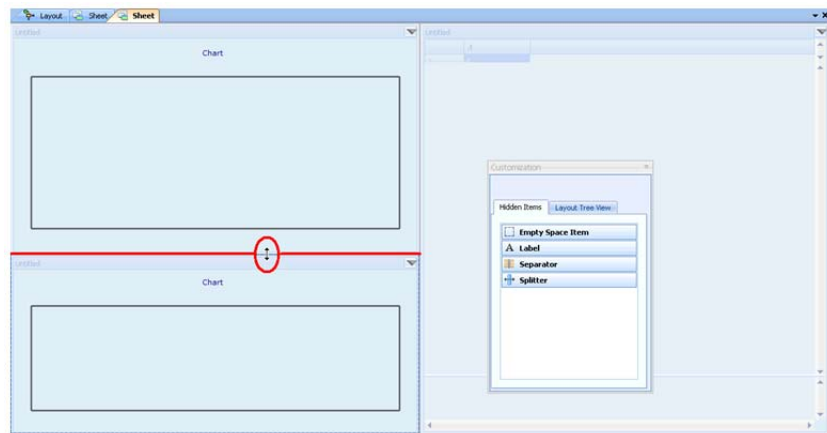 Layout Sheet Sheet
Untitled
Untitled
Chart
A
Customization
Hidden Items Layout Tree View
Empty Space Item
A Label
Separator
Splitter
Untitled
Chart